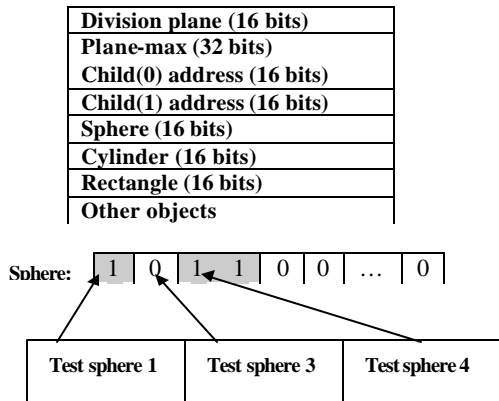 Division plane (16 bits)
Plane-max (32 bits)
Child(0) address (16 bits)
Child(1) address (16 bits)
Sphere (16 bits)
Cylinder (16 bits)
Rectangle (16 bits)
Other objects
Sphere: 1 0 1 1 0 0 … 0
Test sphere 1 Test sphere 3 Test sphere 4